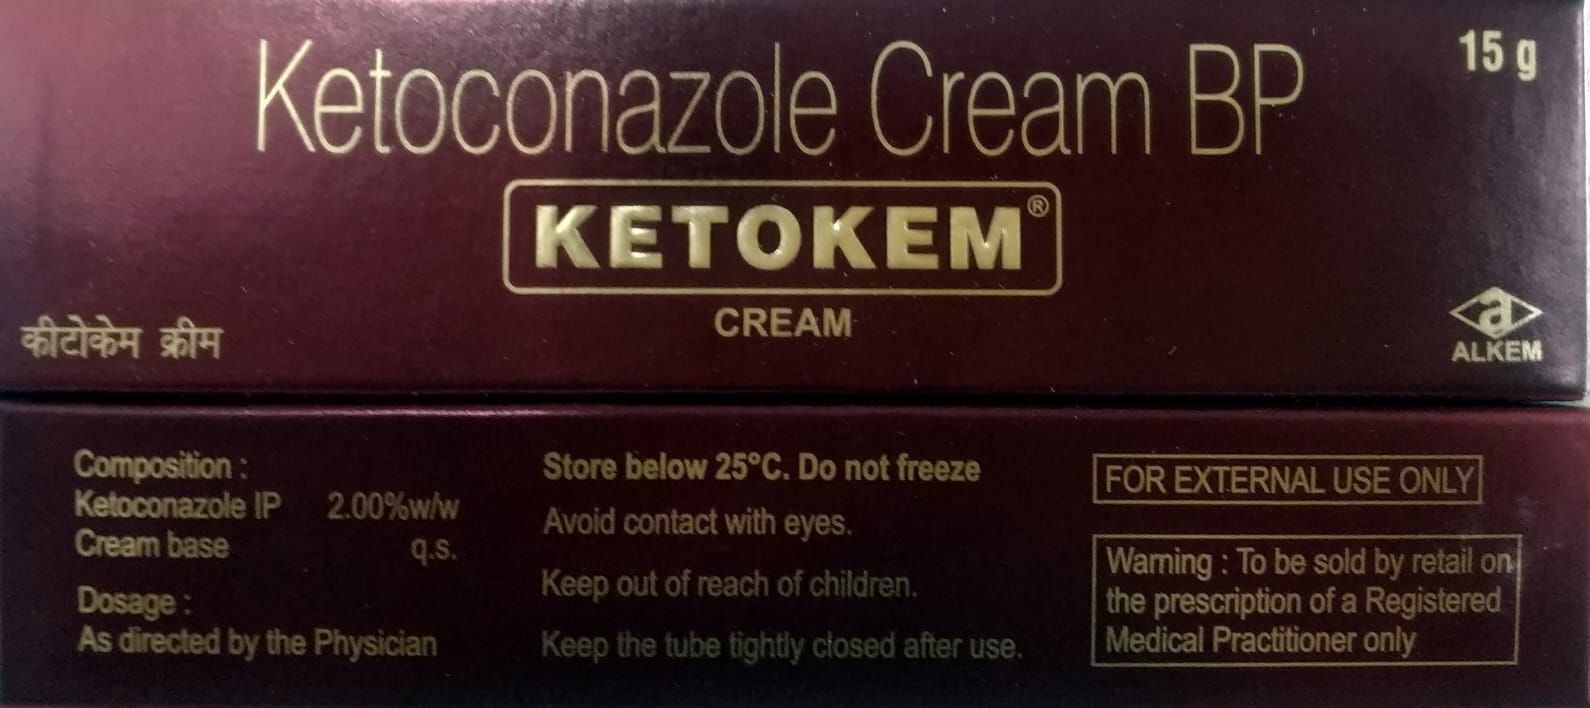 Ketoconazole Cream BP
15 g
KETOKEM®
CREAM
कीटोकेम क्रीम
a
ALKEM
Composition :
Ketoconazole IP 2.00%w/w
Cream base q.s.
Dosage :
As directed by the Physician
Store below 25°C. Do not freeze
Avoid contact with eyes.
Keep out of reach of children.
Keep the tube tightly closed after use.
FOR EXTERNAL USE ONLY
Warning : To be sold by retail on
the prescription of a Registered
Medical Practitioner only